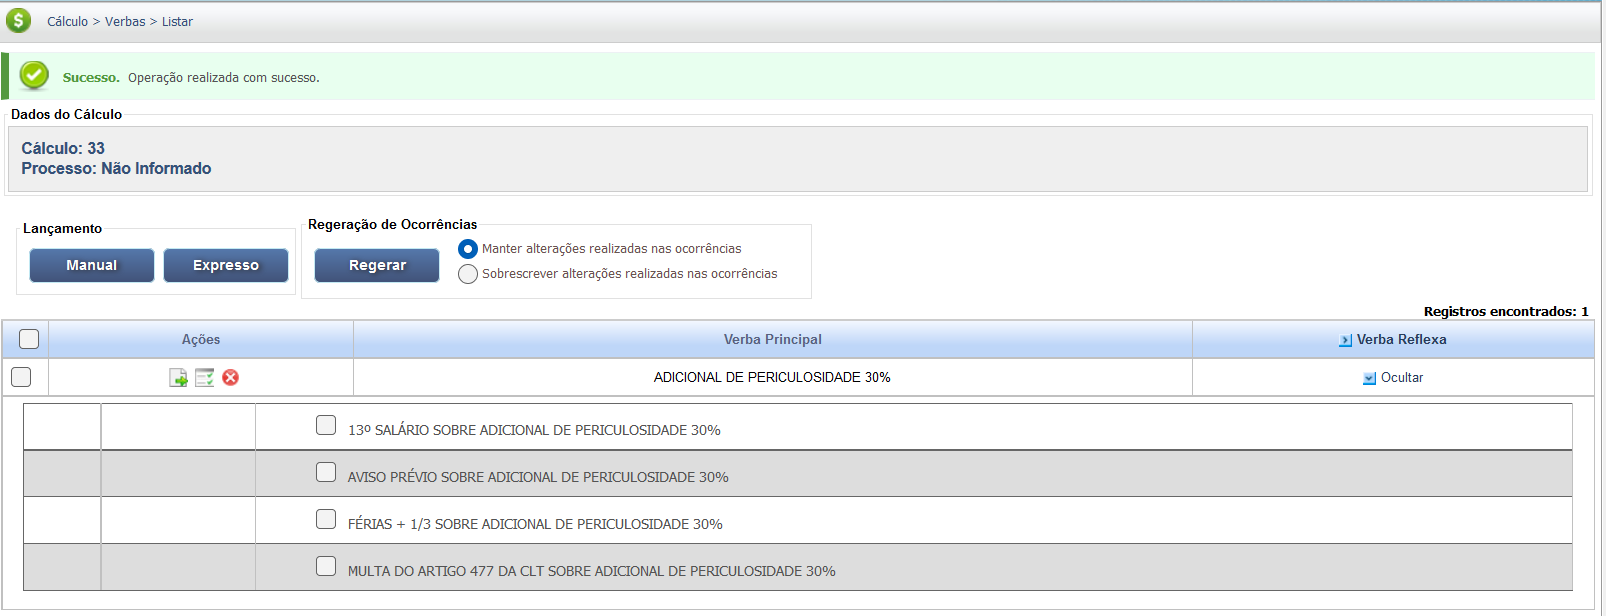 Cálculo > Verbas > Listar
Sucesso. Operação realizada com sucesso.
Dados do Cálculo
Cálculo: 33
Processo: Não Informado
Lançamento
Manual
Expresso
Regeração de Ocorrências
Regerar
Manter alterações realizadas nas ocorrências
Sobrescrever alterações realizadas nas ocorrências
Registros encontrados: 1
Ações
Verba Principal
Verba Reflexa
ADICIONAL DE PERICULOSIDADE 30%
Ocultar
13º SALÁRIO SOBRE ADICIONAL DE PERICULOSIDADE 30%
AVISO PRÉVIO SOBRE ADICIONAL DE PERICULOSIDADE 30%
FÉRIAS + 1/3 SOBRE ADICIONAL DE PERICULOSIDADE 30%
MULTA DO ARTIGO 477 DA CLT SOBRE ADICIONAL DE PERICULOSIDADE 30%